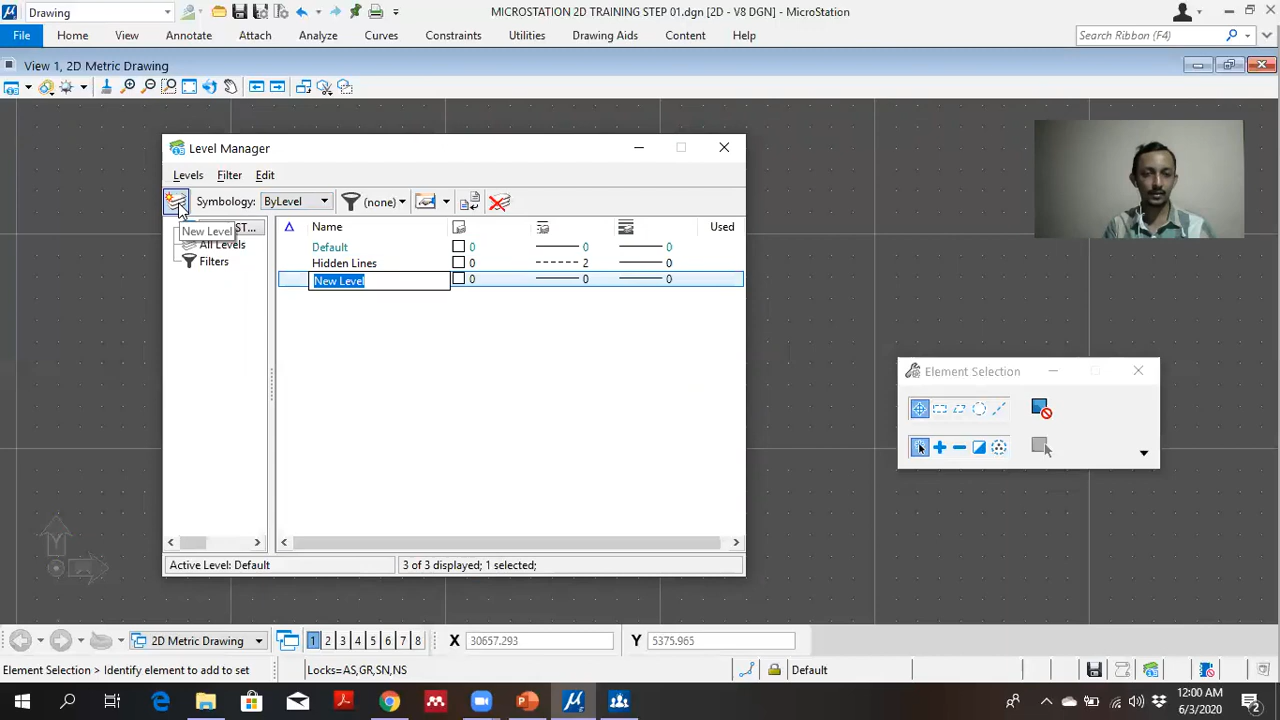 Drawing
MICROSTATION 2D TRAINING STEP 01.dgn [2D - V8 DGN] - MicroStation
File Home View Annotate Attach Analyze Curves Constraints Utilities Drawing Aids Content Help
Search Ribbon (F4)
View 1, 2D Metric Drawing
Level Manager
Levels Filter Edit
Symbology: ByLevel (none)
ST...
New Level
All Levels
Filters
Name Used
Default 0 0 0
Hidden Lines 0 2 0
New Level 0 0 0
Active Level: Default
3 of 3 displayed; 1 selected;
Element Selection
Y
X
2D Metric Drawing 1 2 3 4 5 6 7 8 X 30657.293 Y 5375.965
Element Selection > Identify element to add to set
Locks=AS,GR,SN,NS
Default
12:00 AM
6/3/2020
2